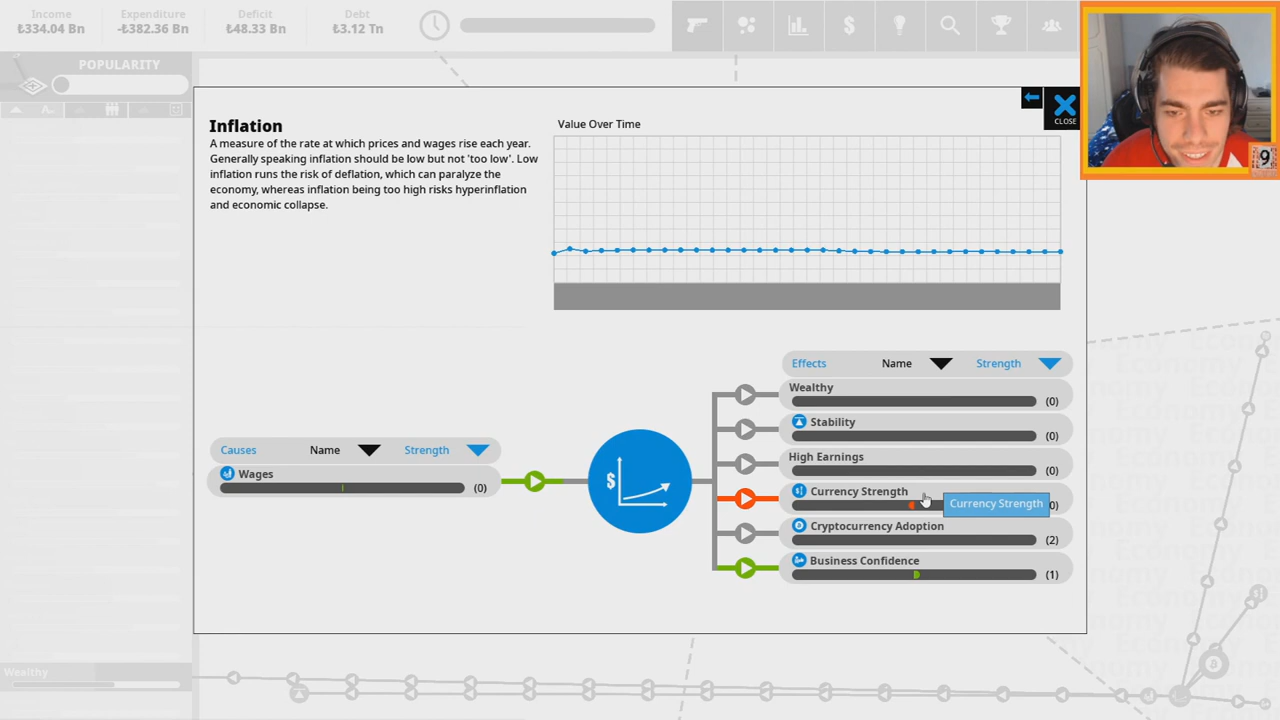 Income
Expenditure
Deficit
Debt
₺334.04 Bn
-₺382.36 Bn
₺48.33 Bn
₺3.12 Tn
POPULARITY
CLOSE
Inflation
A measure of the rate at which prices and wages rise each year.
Generally speaking inflation should be low but not 'too low'. Low
inflation runs the risk of deflation, which can paralyze the
economy, whereas inflation being too high risks hyperinflation
and economic collapse.
Value Over Time
Effects Name Strength
Wealthy
(0)
Stability
(0)
High Earnings
(0)
Currency Strength
Currency Strength
Cryptocurrency Adoption
(2)
Business Confidence
(1)
Causes Name Strength
Wages
(0)
Wealthy
9